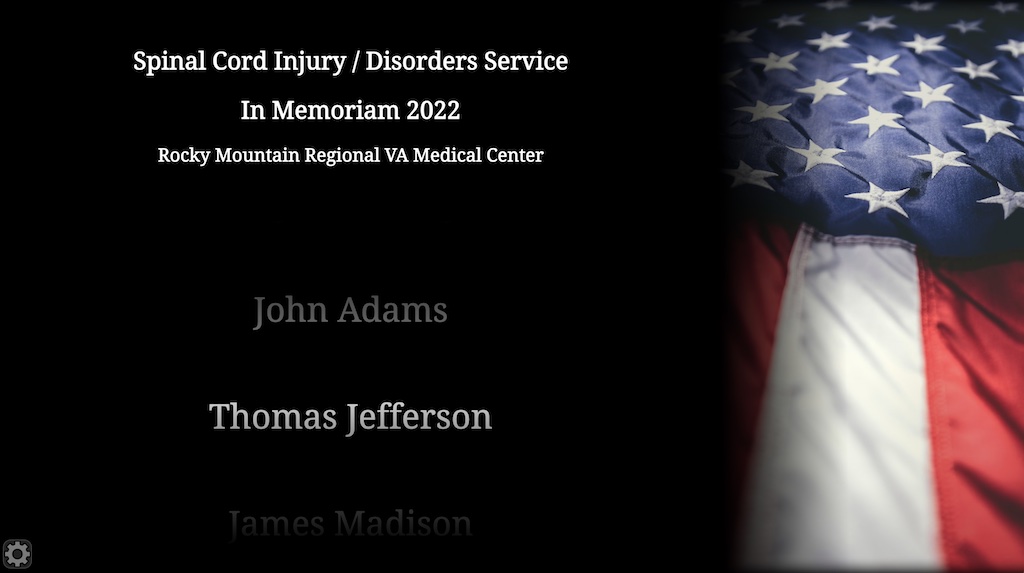 Spinal Cord Injury / Disorders Service
In Memoriam 2022
Rocky Mountain Regional VA Medical Center
John Adams
Thomas Jefferson
James Madison